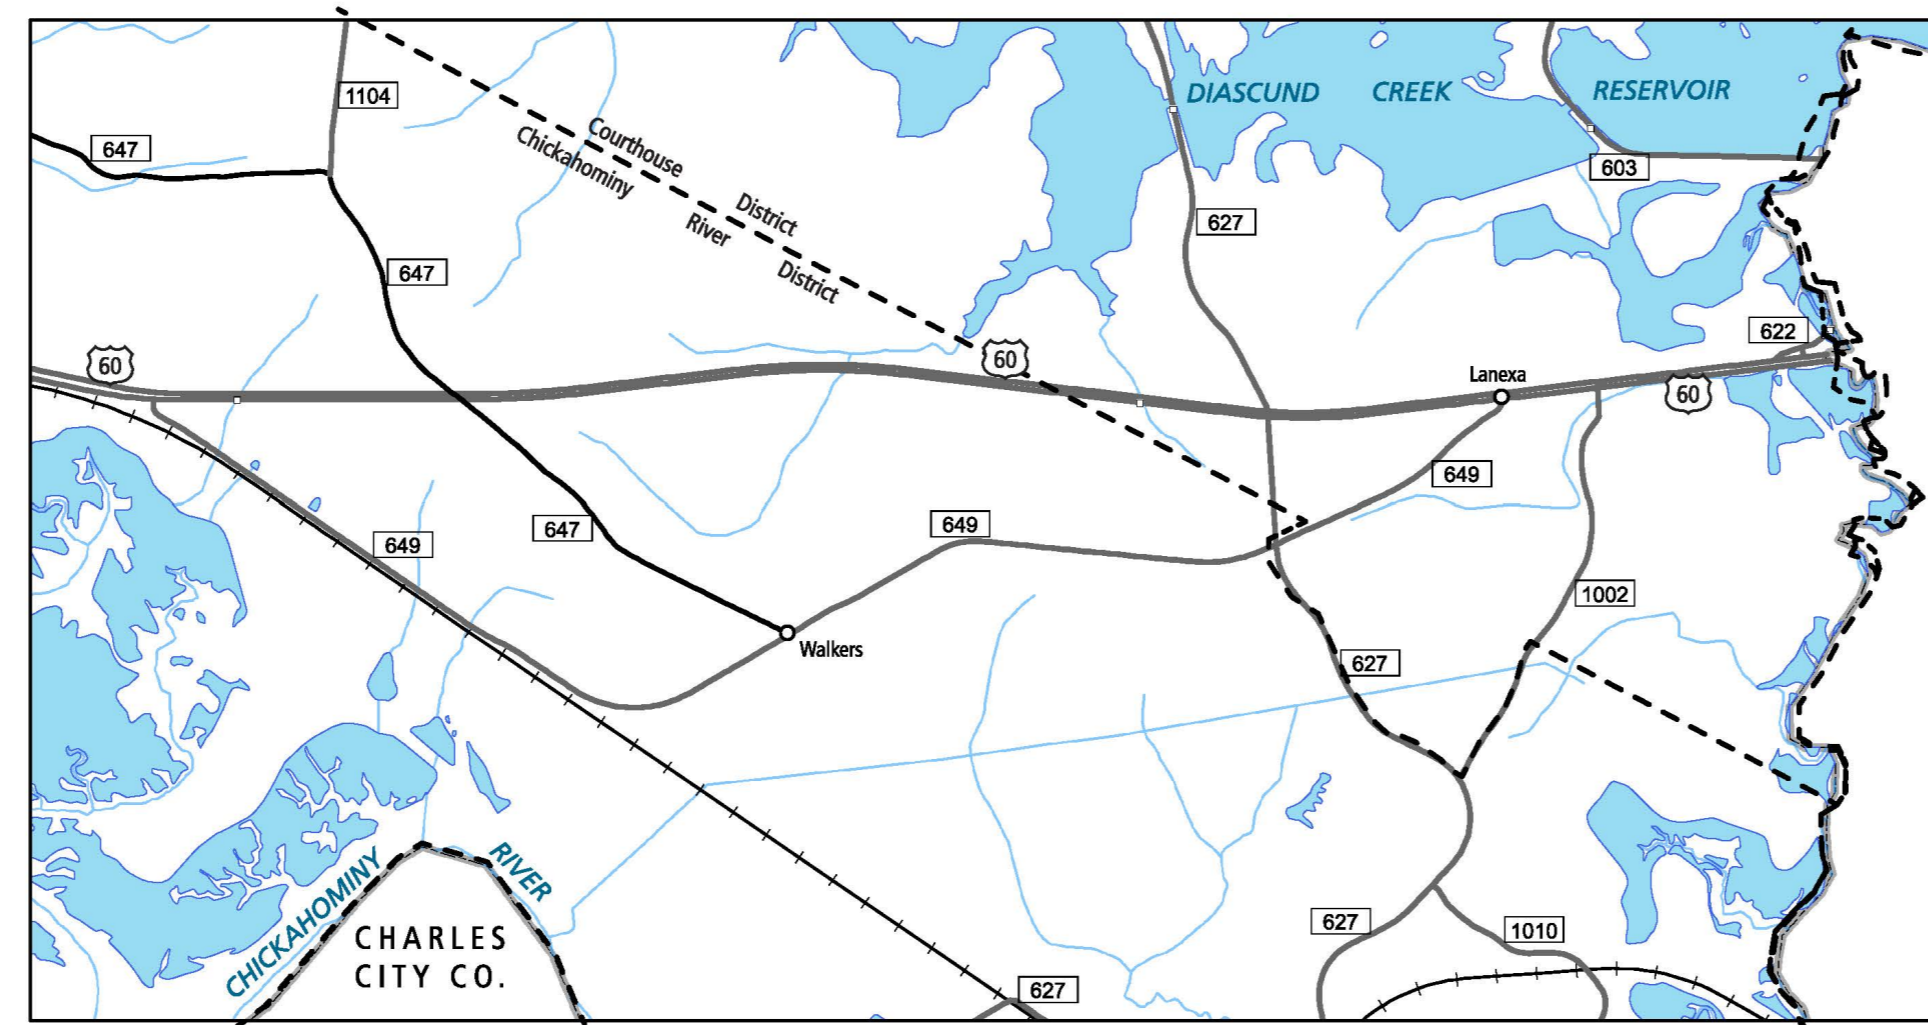 DIASCUND CREEK RESERVOIR
1104
647
Courthouse District
Chickahominy River District
603
627
647
622
60
60
60
Lanexa
649
647
649
649
1002
Walkers
627
CHICKAHOMINY RIVER
CHARLES
CITY CO.
627
1010
627